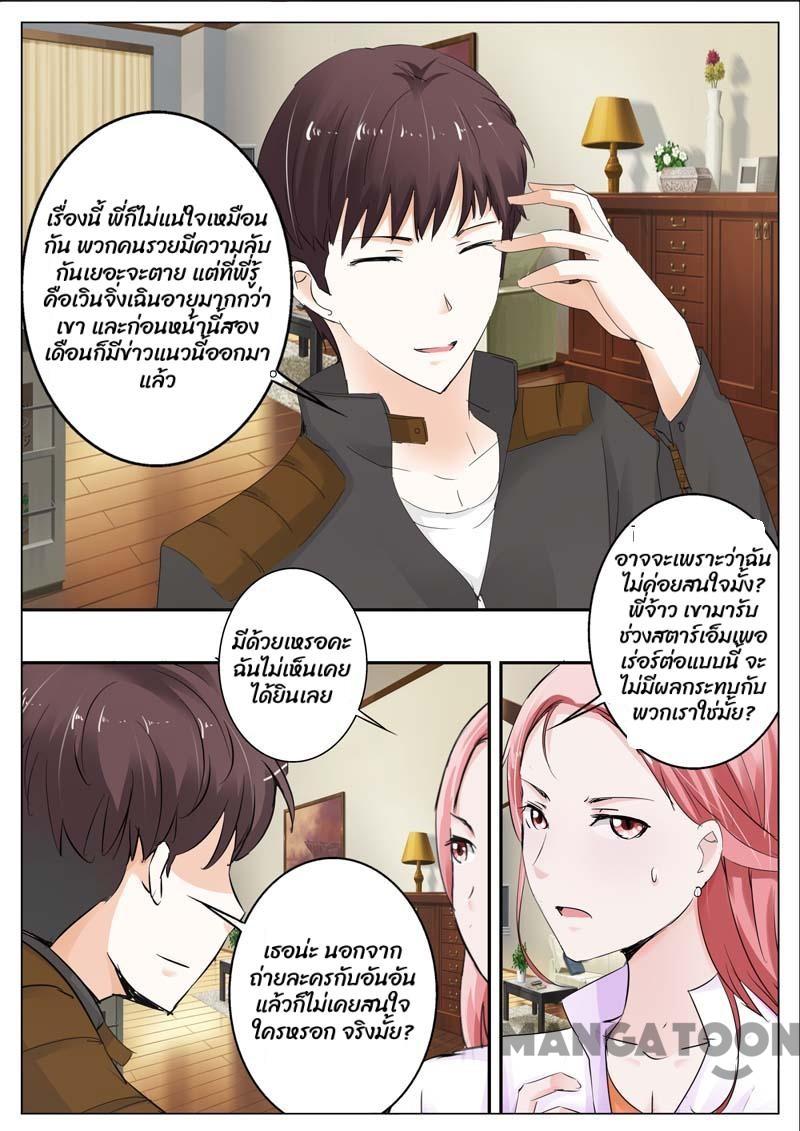 เรื่องนี้ พี่ก็ไม่แน่ใจเหมือน
กัน พวกคนรวยมีความลับ
กันเยอะจะตาย แต่ที่พี่รู้
คือเวินจิ่งเฉินอายุมากกว่า
เขา และก่อนหน้านี้สอง
เดือนก็มีข่าวแนวนี้ออกมา
แล้ว
มีด้วยเหรอคะ
ฉันไม่เห็นเคย
ได้ยินเลย
เธอน่ะ นอกจาก
ถ่ายละครกับอันอัน
แล้วก็ไม่เคยสนใจ
ใครหรอก จริงมั้ย?
อาจจะเพราะว่าฉัน
ไม่ค่อยสนใจมั้ง?
พี่จ้าว เขามารับ
ช่วงสตาร์เอ็มเพอ
เร่อร์ต่อแบบนี้ จะ
ไม่มีผลกระทบกับ
พวกเราใช่มั้ย?
MANGATOON